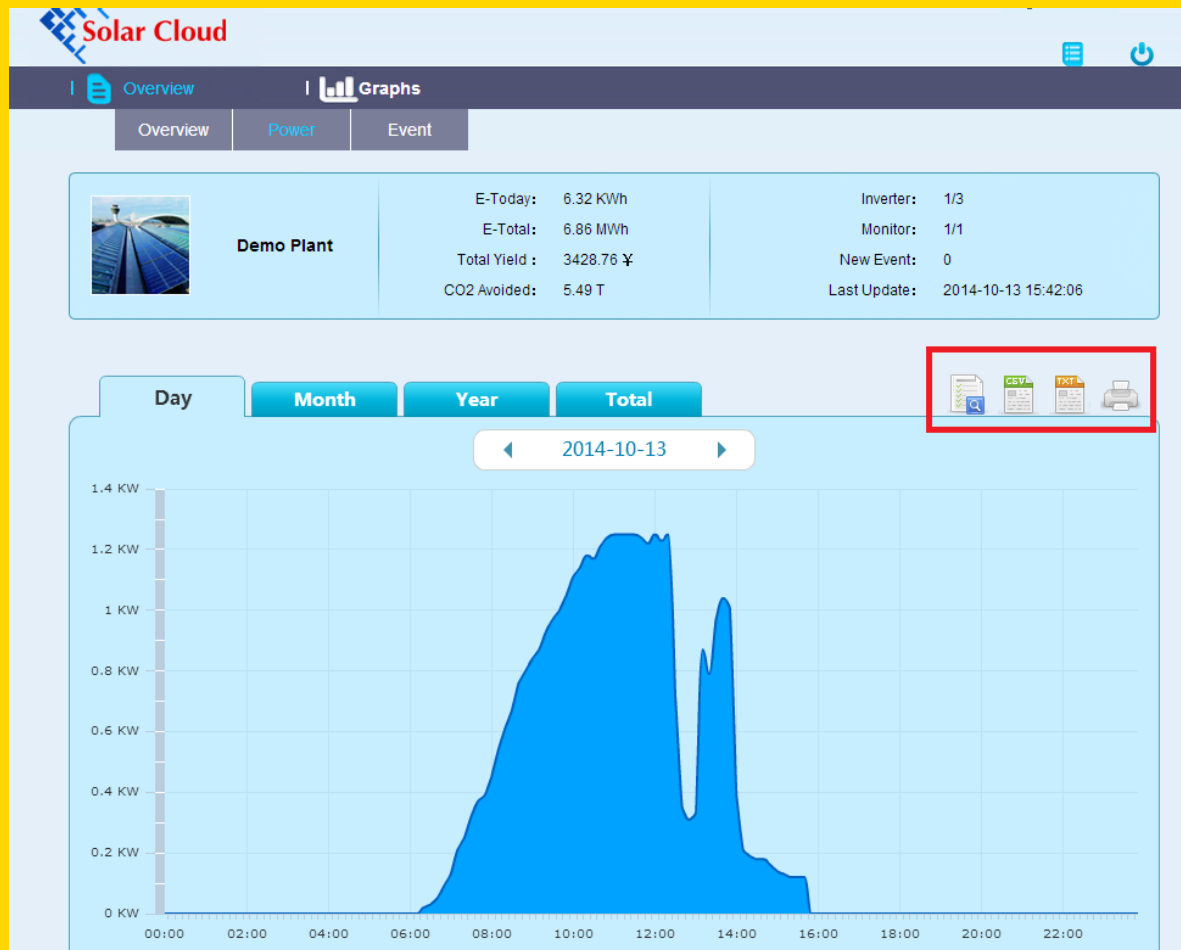 Solar Cloud
Overview Graphs
Overview Power Event
Demo Plant
E-Today: 6.32 KWh
E-Total: 6.86 MWh
Total Yield : 3428.76 ¥
CO2 Avoided: 5.49 T
Inverter: 1/3
Monitor: 1/1
New Event: 0
Last Update: 2014-10-13 15:42:06
Day Month Year Total
CSV TXT
2014-10-13
1.4 KW
1.2 KW
1 KW
0.8 KW
0.6 KW
0.4 KW
0.2 KW
0 KW
00:00 02:00 04:00 06:00 08:00 10:00 12:00 14:00 16:00 18:00 20:00 22:00